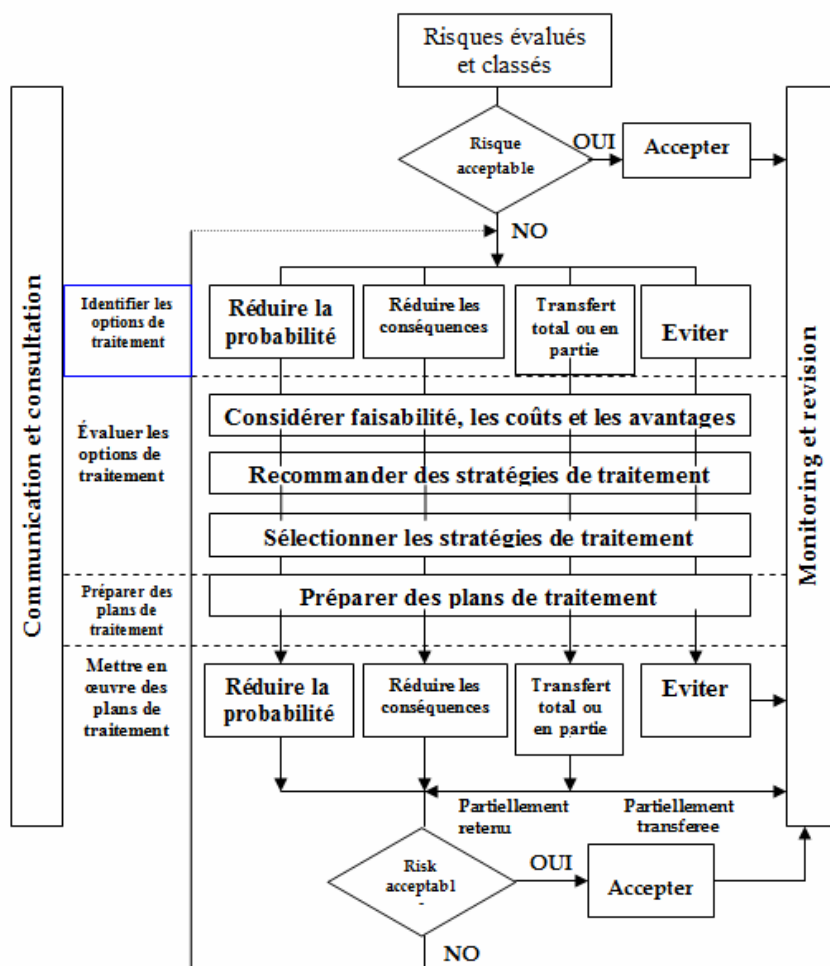 Risques évalués
et classés
Risque
acceptable
OUI
Accepter
NO
Communication et consultation
Monitoring et revision
Identifier les
options de
traitement
Réduire la
probabilité
Réduire les
conséquences
Transfert
total ou en
partie
Eviter
Évaluer les
options de
traitement
Considérer faisabilité, les coûts et les avantages
Recommander des stratégies de traitement
Sélectionner les stratégies de traitement
Préparer des
plans de
traitement
Préparer des plans de traitement
Mettre en
œuvre des
plans de
traitement
Réduire la
probabilité
Réduire les
conséquences
Transfert
total ou
en partie
Eviter
Partiellement
retenu
Partiellement
transferee
Risk
acceptabl
OUI
Accepter
NO